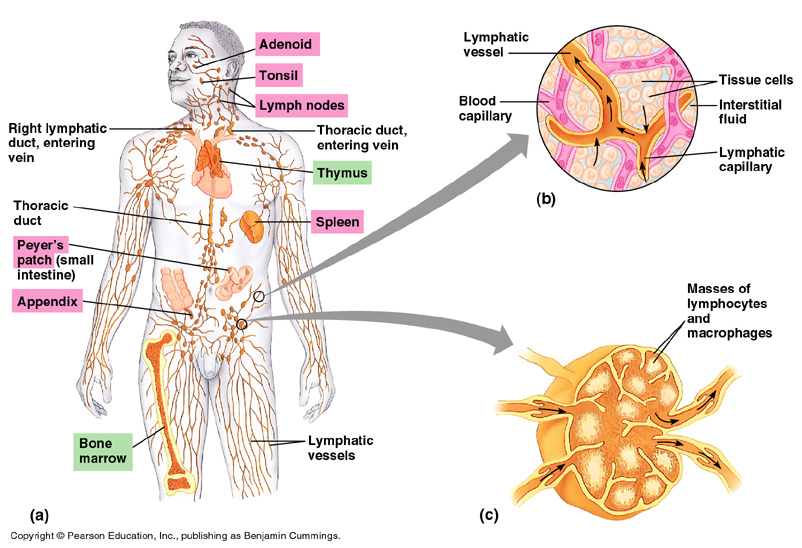 Adenoid
Tonsil
Lymph nodes
Right lymphatic
duct, entering
vein
Thoracic duct,
entering vein
Thymus
Thoracic
duct
Spleen
Peyer's
patch (small
intestine)
Appendix
Bone
marrow
Lymphatic
vessels
(a)
Lymphatic
vessel
Tissue cells
Blood
capillary
Interstitial
fluid
Lymphatic
capillary
(b)
Masses of
lymphocytes
and
macrophages
(c)
Copyright © Pearson Education, Inc., publishing as Benjamin Cummings.